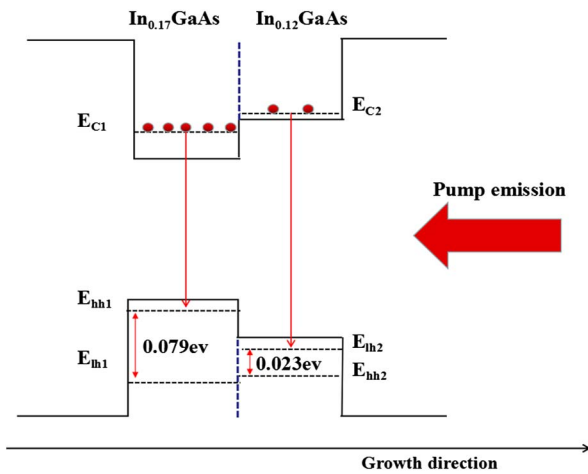 In0.17GaAs In0.12GaAs
EC1
EC2
Pump emission
Ehh1
0.079ev
Elh1
Elh2
0.023ev
Ehh2
Growth direction